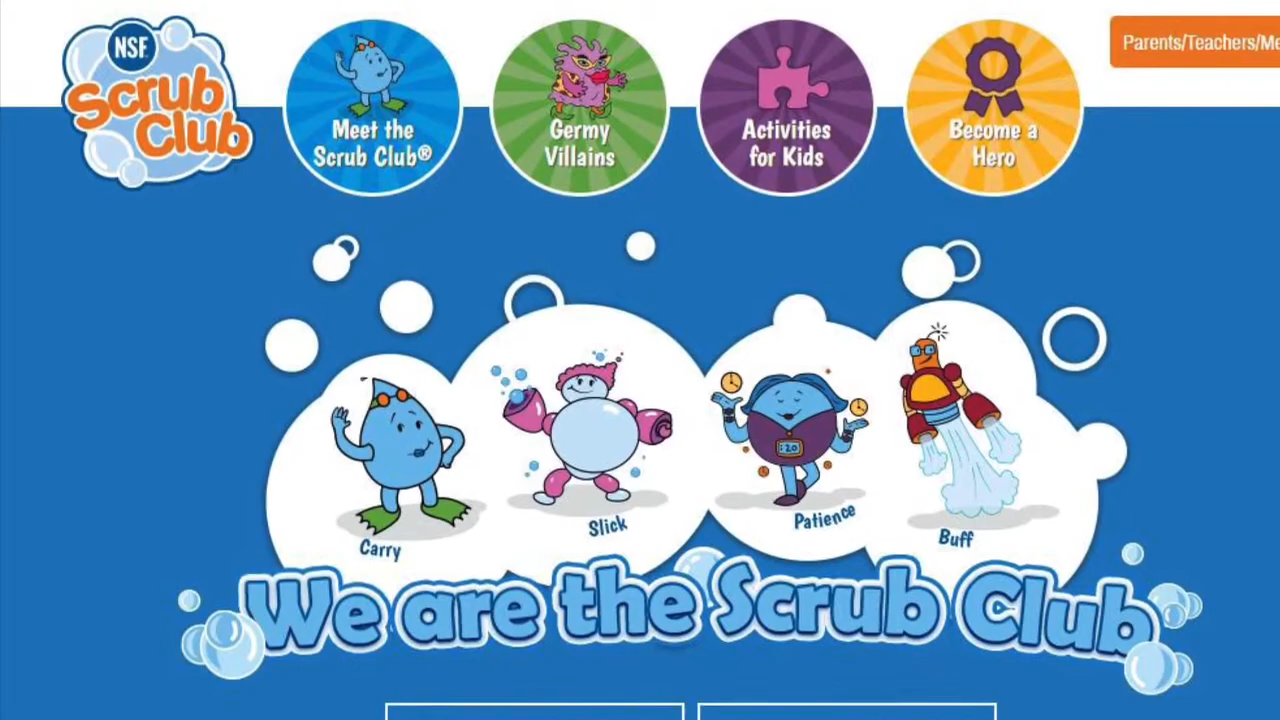 NSF®
Scrub
Club
Meet the
Scrub Club®
Germy
Villains
Activities
for Kids
Become a
Hero
Parents/Teachers/Me
:20
Carry
Slick
Patience
Buff
We are the Scrub Club